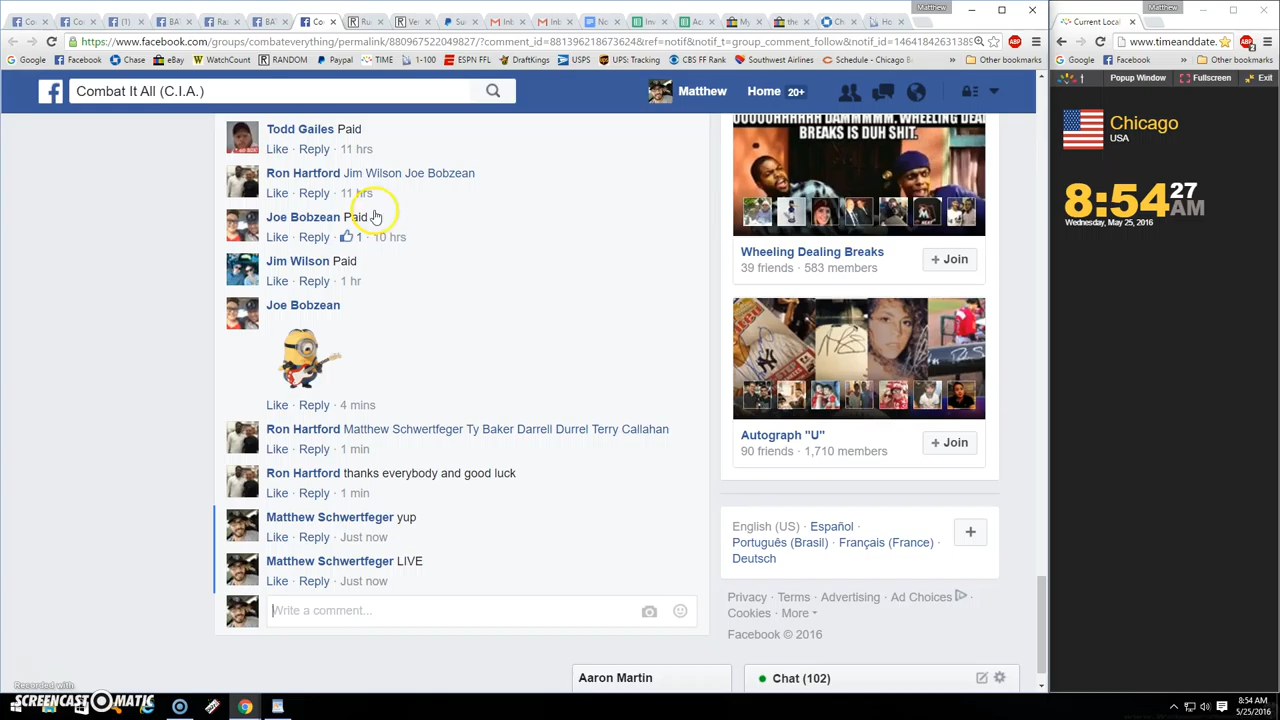 Matthew
Matthew
Current Local
https://www.facebook.com/groups/combateverything/permalink/880967522049827/?comment_id=881396218673624&ref=notif&notif_t=group_comment_follow&notif_id=14641842631389
www.timeanddate.
Google Facebook Chase eBay WatchCount RANDOM Paypal TIME 1-100 ESPN FFL DraftKings USPS UPS: Tracking CBS FF Rank Southwest Airlines Schedule - Chicago B Other bookmarks
Google Facebook Other bookmarks
Combat It All (C.I.A.)
Matthew Home 20+
Popup Window Fullscreen Exit
Chicago
USA
8:54 27 AM
Wednesday, May 25, 2016
Todd Gailes Paid
Like · Reply · 11 hrs
Ron Hartford Jim Wilson Joe Bobzean
Like · Reply · 11 hrs
Joe Bobzean Paid
Like · Reply · 1 · 10 hrs
Jim Wilson Paid
Like · Reply · 1 hr
Joe Bobzean
Like · Reply · 4 mins
Ron Hartford Matthew Schwertfeger Ty Baker Darrell Durrel Terry Callahan
Like · Reply · 1 min
Ron Hartford thanks everybody and good luck
Like · Reply · 1 min
Matthew Schwertfeger yup
Like · Reply · Just now
Matthew Schwertfeger LIVE
Like · Reply · Just now
Write a comment...
BREAKS IS DUH SHIT.
Wheeling Dealing Breaks
39 friends · 583 members
+ Join
Autograph "U"
90 friends · 1,710 members
+ Join
English (US) · Español ·
Português (Brasil) · Français (France) ·
Deutsch
+
Privacy · Terms · Advertising · Ad Choices ·
Cookies · More
Facebook © 2016
Aaron Martin
Chat (102)
Recorded with
SCREENCAST MATIC
8:54 AM
5/25/2016